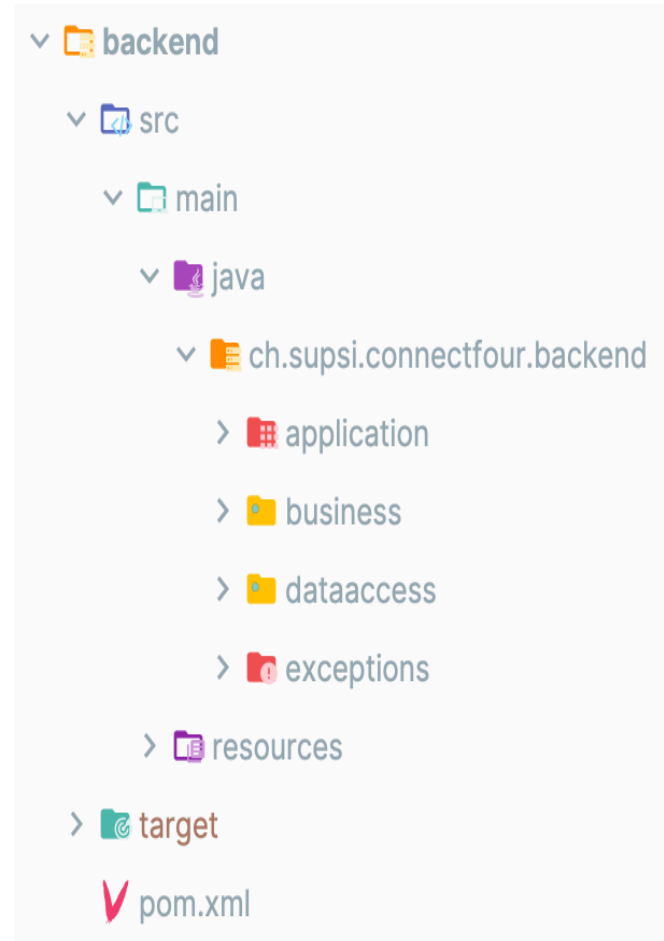 backend
src
main
java
ch.supsi.connectfour.backend
application
business
dataaccess
exceptions
resources
target
pom.xml